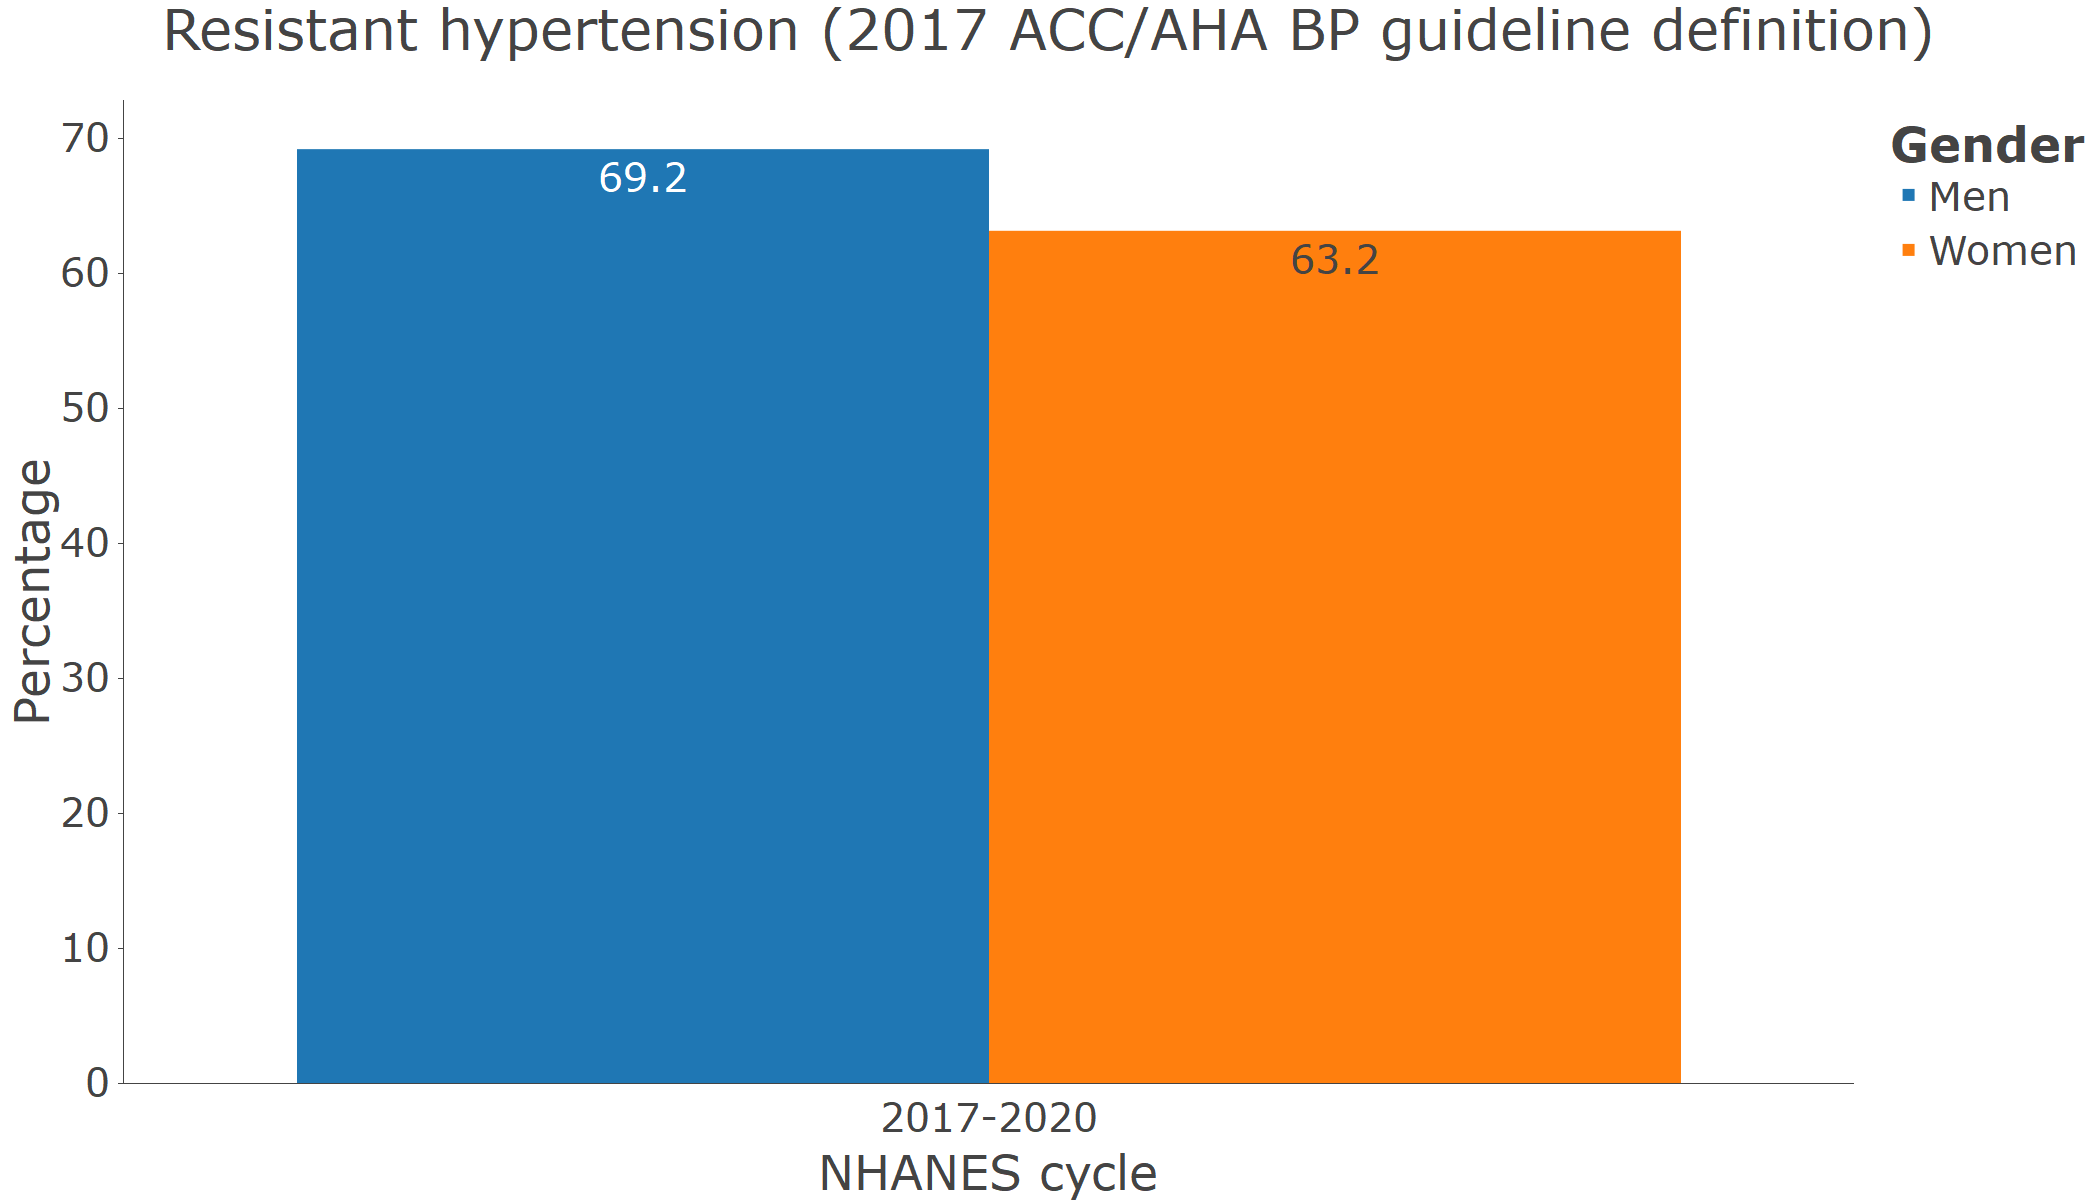 Resistant hypertension (2017 ACC/AHA BP guideline definition)
Percentage
70
60
50
40
30
20
10
0
69.2
63.2
2017-2020
NHANES cycle
Gender
Men
Women